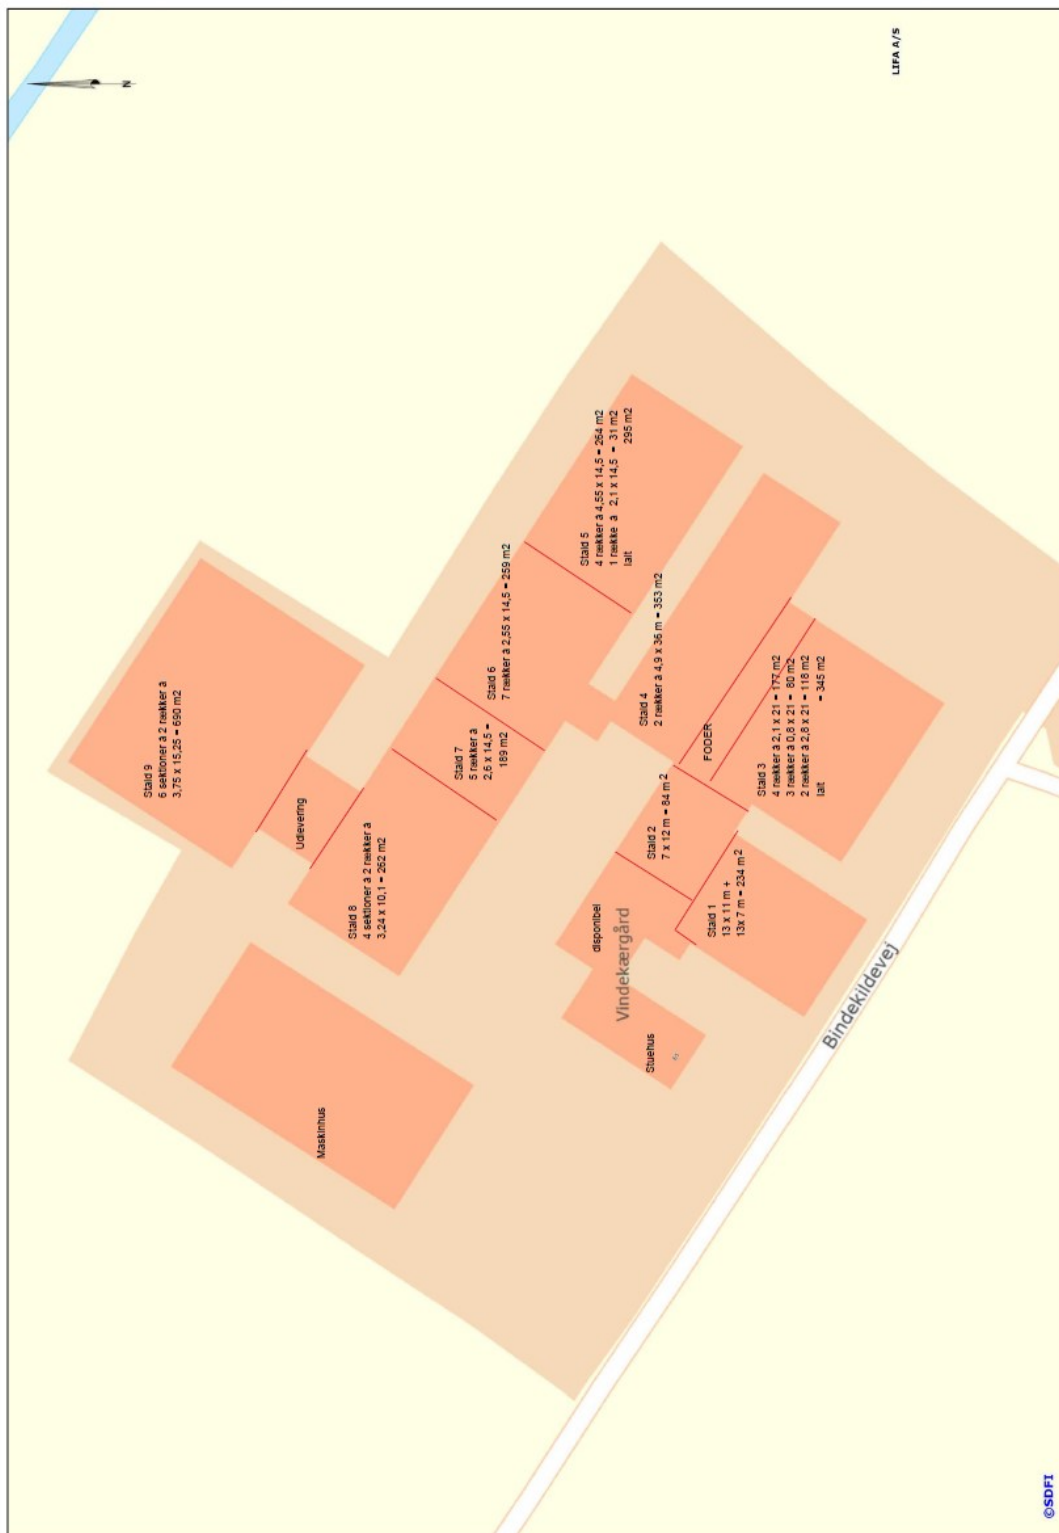 N
LIFA A/S
Stald 9
6 sektioner à 2 rækker à
3,75 x 15,25 = 690 m2
Udlevering
Stald 8
4 sektioner à 2 rækker à
3,24 x 10,1 = 262 m2
Stald 7
5 rækker à
2,6 x 14,5 =
189 m2
Stald 6
7 rækker à 2,55 x 14,5 = 259 m2
Stald 5
4 rækker à 4,55 x 14,5 = 264 m2
1 række à 2,1 x 14,5 = 31 m2
Ialt 295 m2
Maskinhus
disponibel
Vindekærgård
Stuehus
Stald 4
2 rækker à 4,9 x 36 m = 353 m2
Stald 2
7 x 12 m = 84 m2
FODER
Stald 1
13 x 11 m +
13x 7 m = 234 m2
Stald 3
4 rækker à 2,1 x 21 = 177 m2
3 rækker à 0,8 x 21 = 80 m2
2 rækker à 2,8 x 21 = 118 m2
Ialt = 345 m2
Bindekildevej
©SDFI